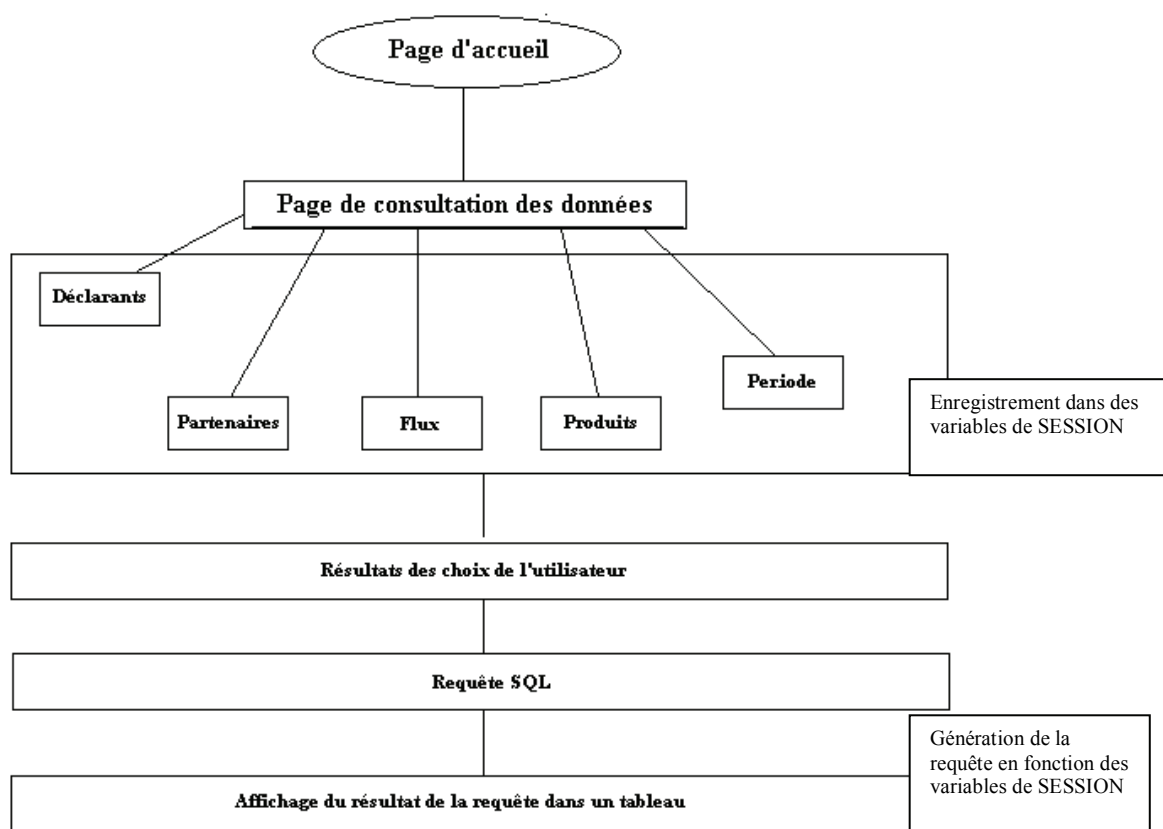 Page d'accueil
Page de consultation des données
Déclarants
Periode
Partenaires
Flux
Produits
Enregistrement dans des
variables de SESSION
Résultats des choix de l'utilisateur
Requête SQL
Génération de la
requête en fonction des
variables de SESSION
Affichage du résultat de la requête dans un tableau